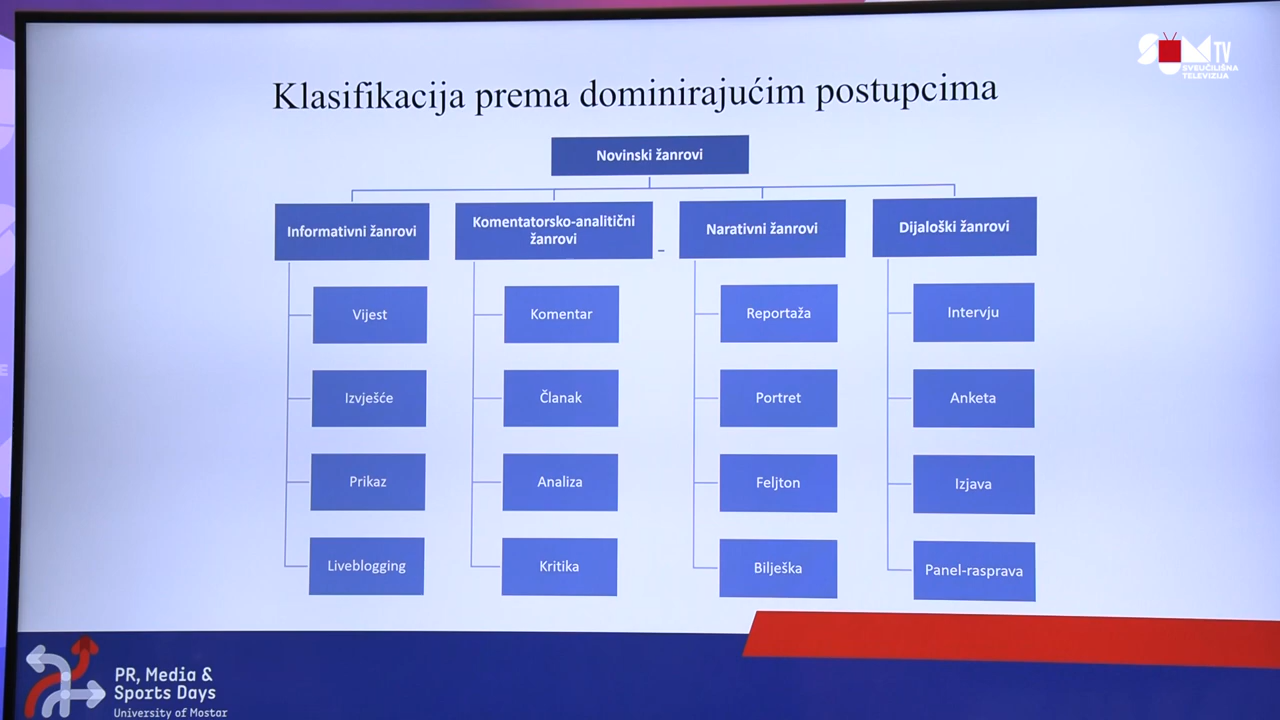 SUM TV
SVEUČILIŠNA
TELEVIZIJA
Klasifikacija prema dominirajućim postupcima
Novinski žanrovi
Informativni žanrovi
Vijest
Izvješće
Prikaz
Liveblogging
Komentatorsko-analitični
žanrovi
Komentar
Članak
Analiza
Kritika
Narativni žanrovi
Reportaža
Portret
Feljton
Bilješka
Dijaloški žanrovi
Intervju
Anketa
Izjava
Panel-rasprava
PR, Media &
Sports Days
University of Mostar